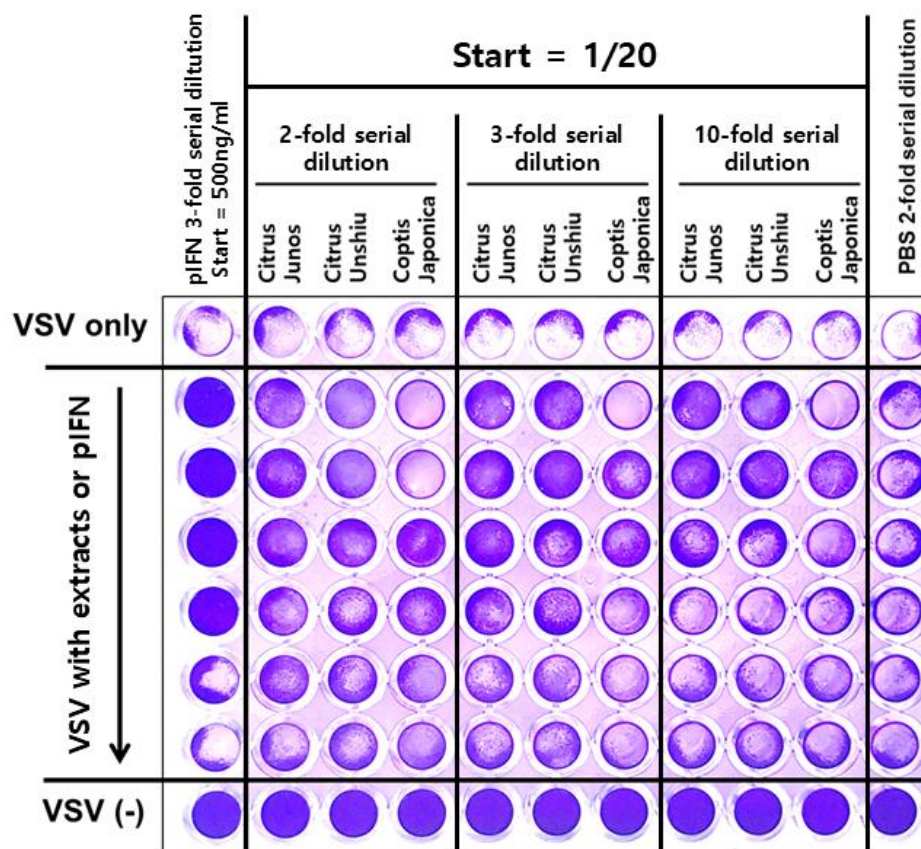 pIFN 3-fold serial diltution
Start = 500ng/ml
Start = 1/20
2-fold serial
dilution
3-fold serial
dilution
10-fold serial
dilution
Citrus
Junos
Citrus
Unshiu
Coptis
Japonica
Citrus
Junos
Citrus
Unshiu
Coptis
Japonica
Citrus
Junos
Citrus
Unshiu
Coptis
Japonica
PBS 2-fold serial dilution
VSV only
VSV with extracts or pIFN
VSV (-)